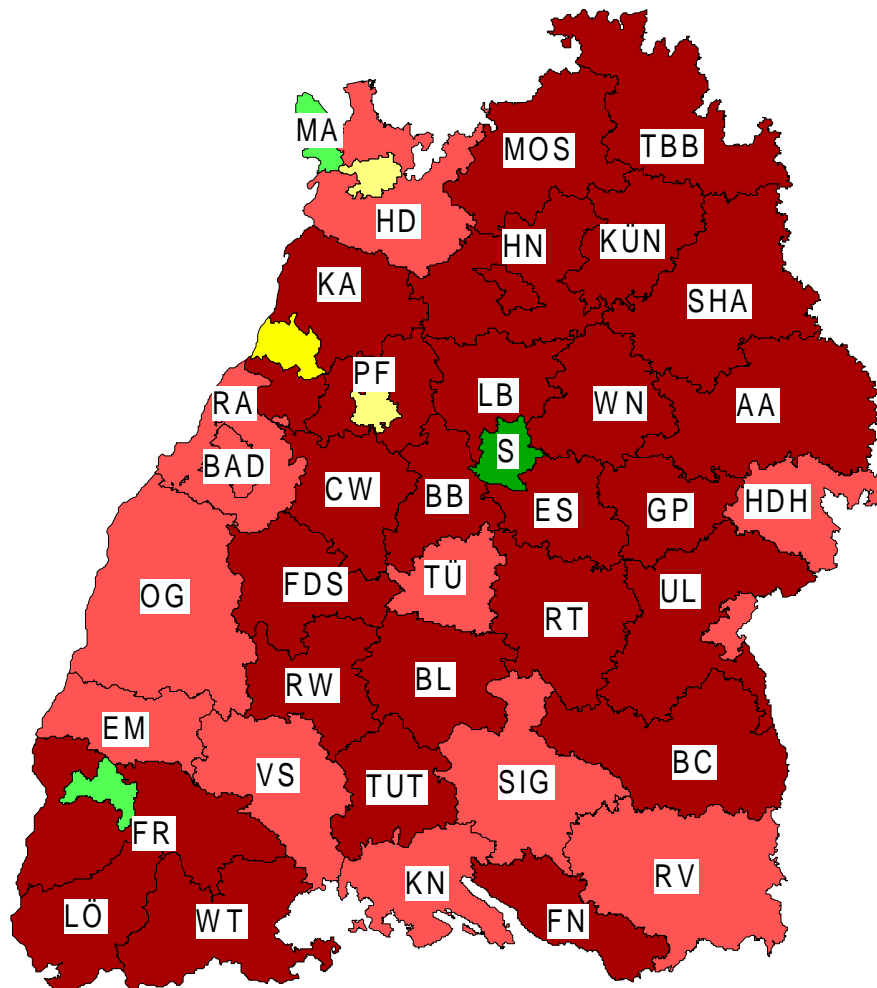 MA
MOS
TBB
HD
HN
KÜN
KA
SHA
PF
RA
LB
WN
AA
S
BAD
CW
BB
ES
GP
HDH
OG
FDS
TÜ
RT
UL
RW
BL
EM
VS
TUT
SIG
BC
FR
KN
RV
LÖ
WT
FN